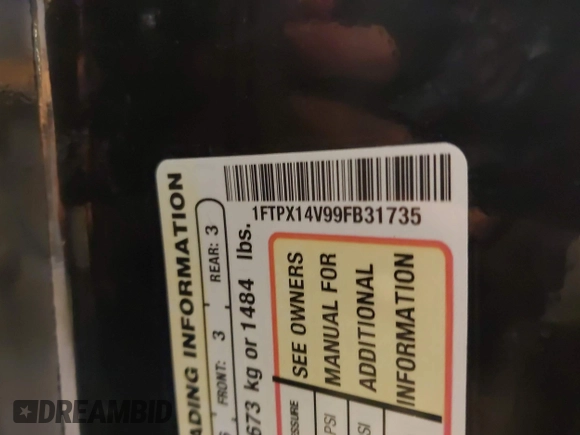 1FTPX14V99FB31735
ADING INFORMATION
FRONT: 3 REAR: 3
673 kg or 1484 lbs.
SEE OWNERS
MANUAL FOR
ADDITIONAL
INFORMATION
PSI
DREAMBID